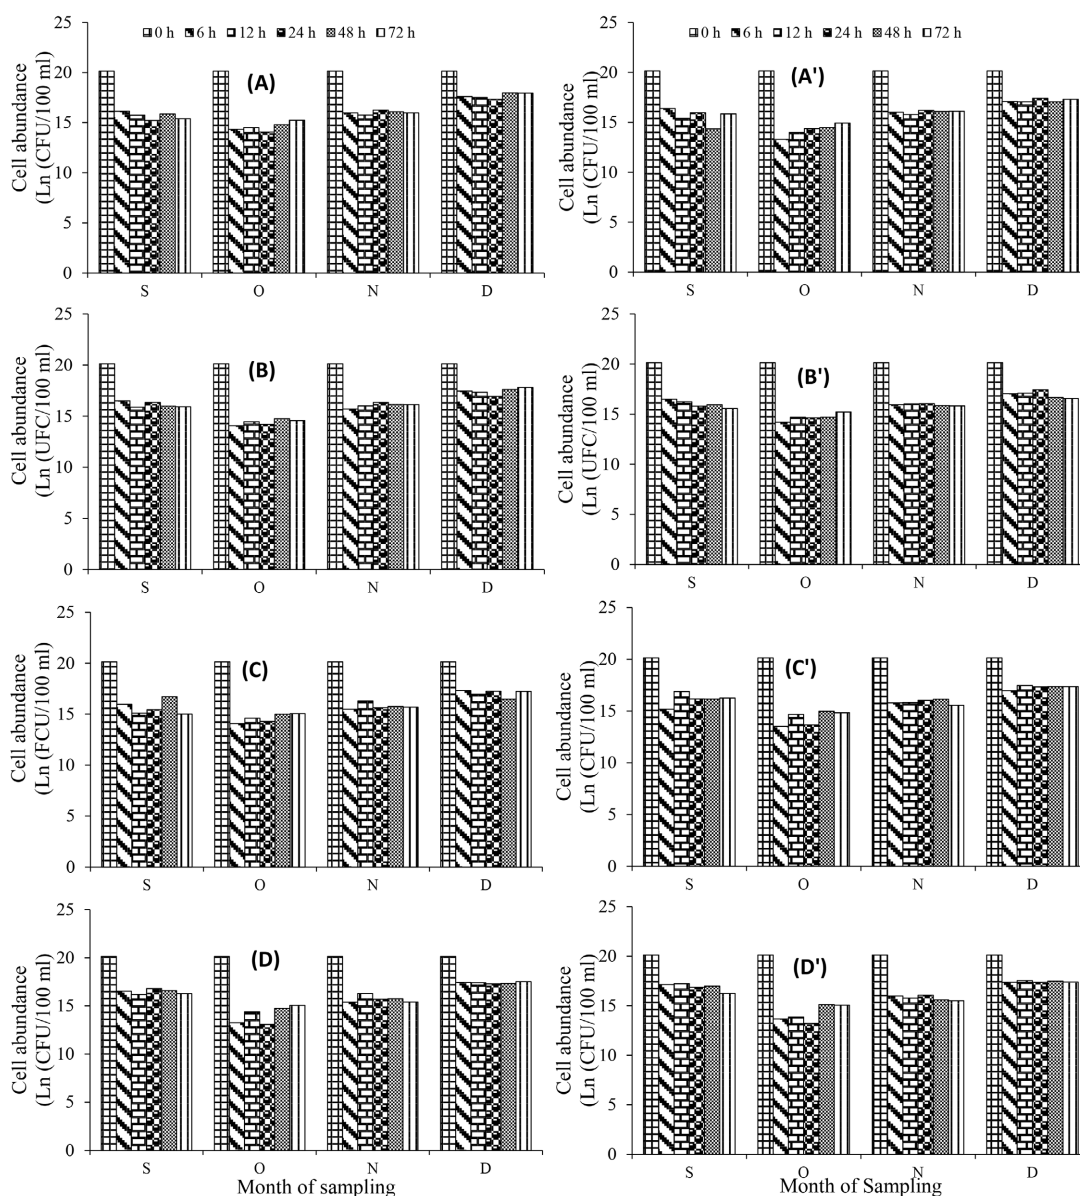 25
20
15
10
5
0
Cell abundance
(Ln (CFU/100 ml)
0 h 6 h 12 h 24 h 48 h 72 h
(A)
S O N D
25
20
15
10
5
0
Cell abundance
(Ln (CFU/100 ml)
0 h 6 h 12 h 24 h 48 h 72 h
(A')
S O N D
25
20
15
10
5
0
Cell abundance
(Ln (UFC/100 ml)
(B)
S O N D
25
20
15
10
5
0
Cell abundance
(Ln (UFC/100 ml)
(B')
S O N D
25
20
15
10
5
0
Cell abundance
(Ln (FCU/100 ml)
(C)
S O N D
25
20
15
10
5
0
Cell abundance
(Ln (CFU/100 ml)
(C')
S O N D
25
20
15
10
5
0
Cell abundance
(Ln (CFU/100 ml)
(D)
S O N D
Month of sampling
25
20
15
10
5
0
Cell abundance
(Ln (CFU/100 ml)
(D')
S O N D
Month of Sampling